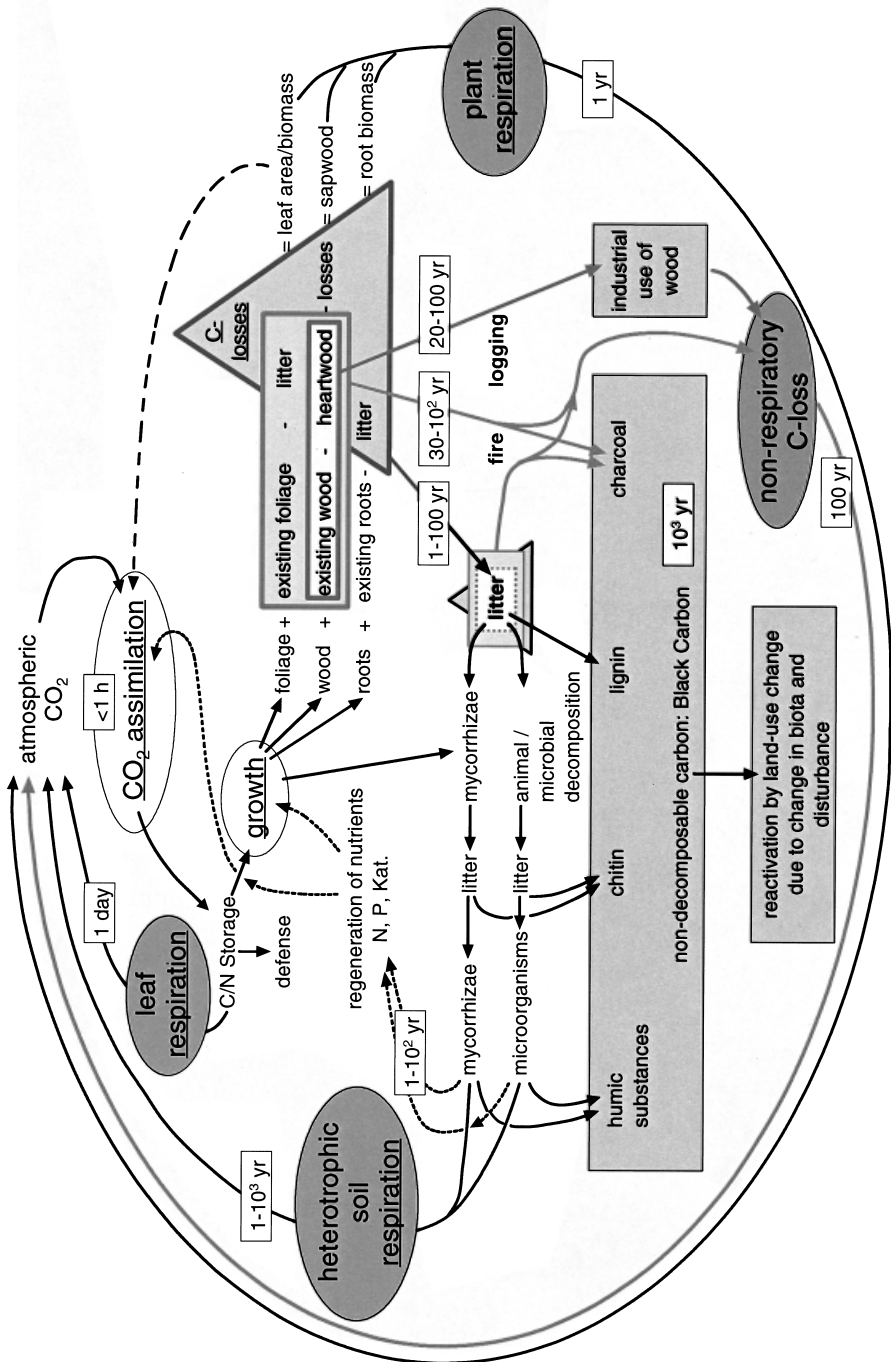 atmospheric
CO2
<1 h
CO2 assimilation
1 day
leaf
respiration
C/N Storage
defense
growth
regeneration of nutrients
N, P, Kat.
1-10² yr
1-10³ yr
heterotrophic
soil
respiration
C-
losses
foliage + existing foliage - litter = leaf area/biomass
wood + existing wood - heartwood - losses = sapwood
roots + existing roots - litter = root biomass
plant
respiration
1 yr
1-100 yr
30-10² yr
20-100 yr
fire
logging
litter
mycorrhizae litter mycorrhizae
animal /
microbial
decomposition
litter
microorganisms
humic
substances
chitin
lignin
charcoal
non-decomposable carbon: Black Carbon
10³ yr
industrial
use of
wood
non-respiratory
C-loss
100 yr
reactivation by land-use change
due to change in biota and
disturbance